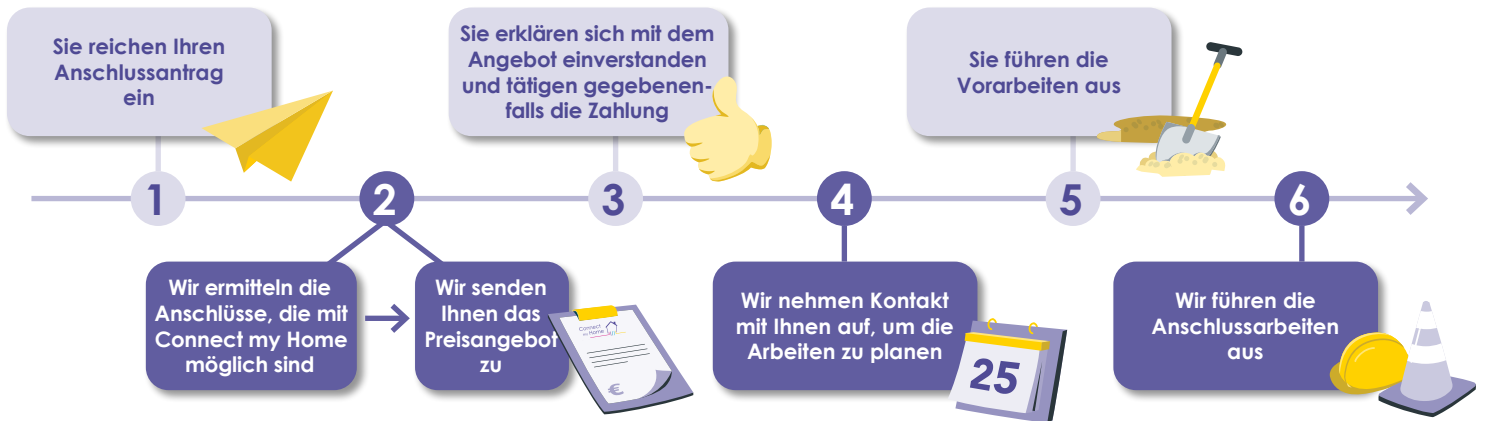 Sie reichen Ihren
Anschlussantrag
ein
1
2
Wir ermitteln die
Anschlüsse, die mit
Connect my Home
möglich sind
Wir senden
Ihnen das
Preisangebot
zu
Connect
my Home
€
Sie erklären sich mit dem
Angebot einverstanden
und tätigen gegebenen-
falls die Zahlung
3
4
Wir nehmen Kontakt
mit Ihnen auf, um die
Arbeiten zu planen
25
Sie führen die
Vorarbeiten aus
5
6
Wir führen die
Anschlussarbeiten
aus